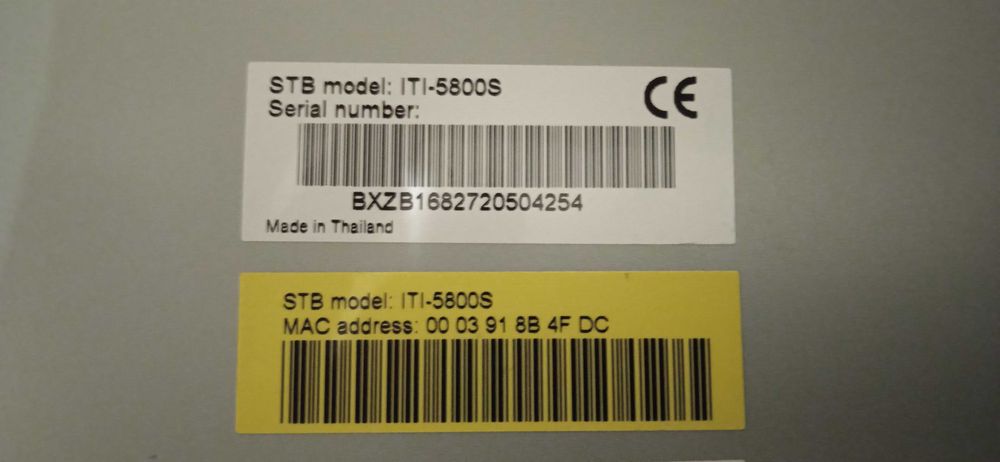 STB model: ITI-5800S
CE
Serial number:
BXZB1682720504254
Made in Thailand
STB model: ITI-5800S
MAC address: 00 03 91 8B 4F DC